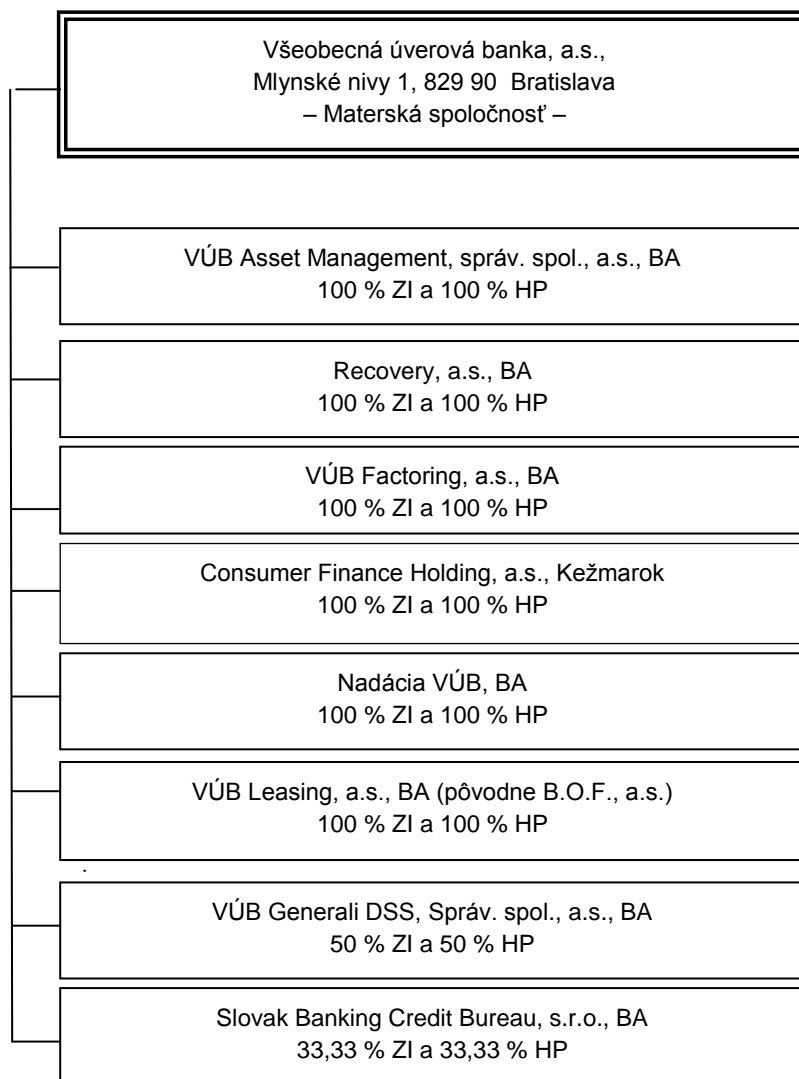 Všeobecná úverová banka, a.s.,
Mlynské nivy 1, 829 90  Bratislava
– Materská spoločnosť –
VÚB Asset Management, správ. spol., a.s., BA
100 % ZI a 100 % HP
Recovery, a.s., BA
100 % ZI a 100 % HP
VÚB Factoring, a.s., BA
100 % ZI a 100 % HP
Consumer Finance Holding, a.s., Kežmarok
100 % ZI a 100 % HP
Nadácia VÚB, BA
100 % ZI a 100 % HP
VÚB Leasing, a.s., BA (pôvodne B.O.F., a.s.)
100 % ZI a 100 % HP
.
VÚB Generali DSS, Správ. spol., a.s., BA
50 % ZI a 50 % HP
Slovak Banking Credit Bureau, s.r.o., BA
33,33 % ZI a 33,33 % HP